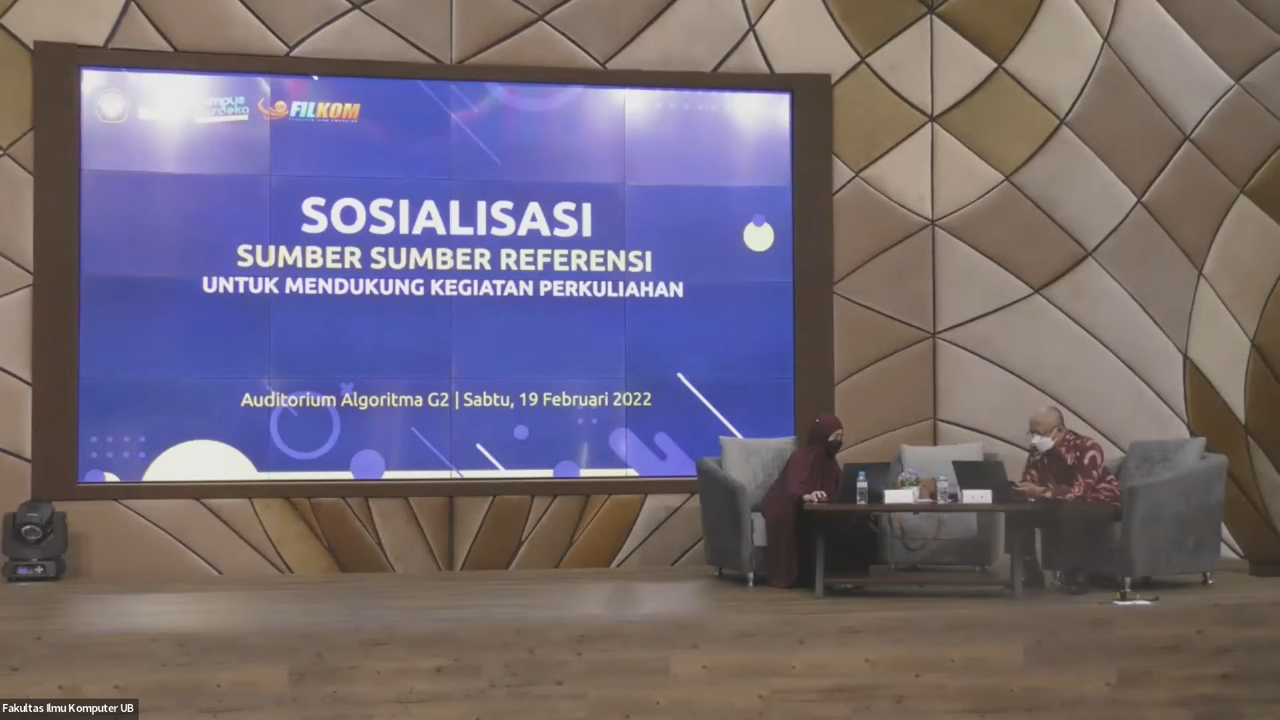 FILKOM
SOSIALISASI
SUMBER SUMBER REFERENSI
UNTUK MENDUKUNG KEGIATAN PERKULIAHAN
Auditorium Algoritma G2 | Sabtu, 19 Februari 2022
Fakultas Ilmu Komputer UB